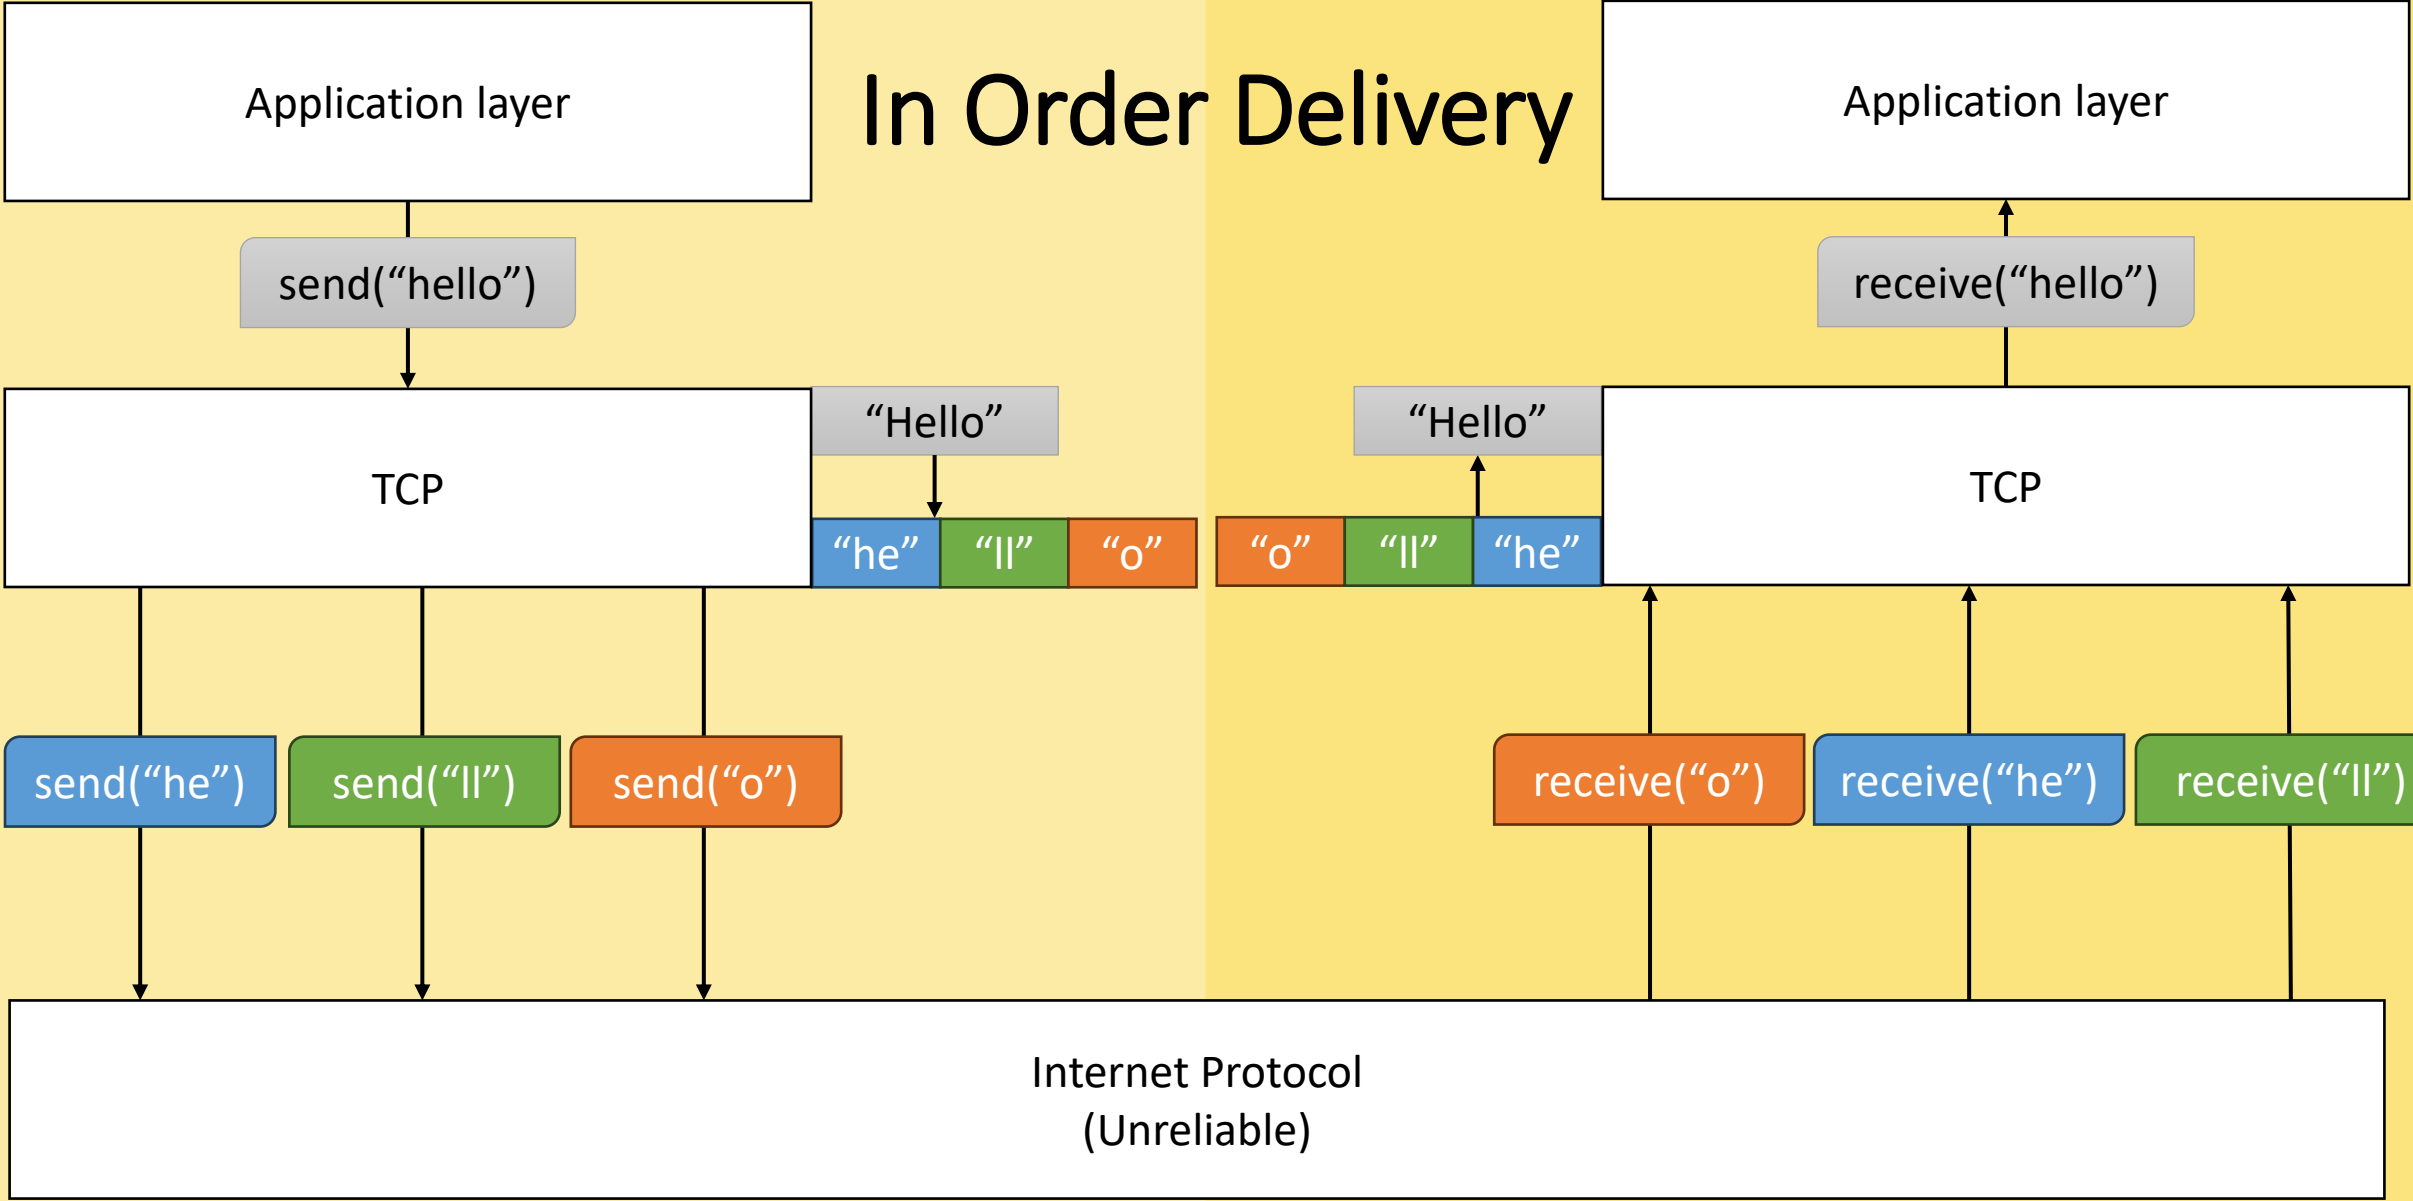 In Order Delivery
Application layer
Application layer
send(“hello”)
receive(“hello”)
“Hello”
“Hello”
TCP
TCP
“he” “ll” “o”
“o” “ll” “he”
send(“he”) send(“ll”) send(“o”)
receive(“o”) receive(“he”) receive(“ll”)
Internet Protocol
(Unreliable)